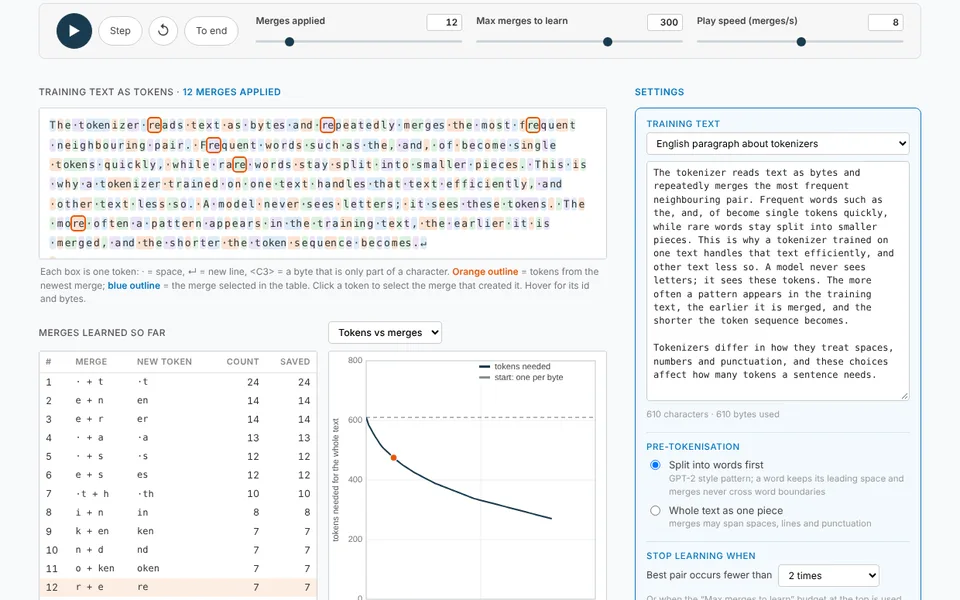 Step
To end
Merges applied
12
Max merges to learn
300
Play speed (merges/s)
8
TRAINING TEXT AS TOKENS · 12 MERGES APPLIED
The·tokenizer·reads·text·as·bytes·and·repeatedly·merges·the·most·frequent
·neighbouring·pair.·Frequent·words·such·as·the,·and,·of·become·single
·tokens·quickly,·while·rare·words·stay·split·into·smaller·pieces.·This·is
·why·a·tokenizer·trained·on·one·text·handles·that·text·efficiently,·and
·other·text·less·so.·A·model·never·sees·letters;·it·sees·these·tokens.·The
·more·often·a·pattern·appears·in·the·training·text,·the·earlier·it·is
·merged,·and·the·shorter·the·token·sequence·becomes.↵
Each box is one token: · = space, ↵ = new line, <C3> = a byte that is only part of a character. Orange outline = tokens from the
newest merge; blue outline = the merge selected in the table. Click a token to select the merge that created it. Hover for its id
and bytes.
MERGES LEARNED SO FAR
Tokens vs merges
# MERGE NEW TOKEN COUNT SAVED
1 · + t ·t 24 24
2 e + n en 14 14
3 e + r er 14 14
4 · + a ·a 13 13
5 · + s ·s 12 12
6 e + s es 12 12
7 ·t + h ·th 10 10
8 i + n in 8 8
9 k + en ken 7 7
10 n + d nd 7 7
11 o + ken oken 7 7
12 r + e re 7 7
tokens needed
start: one per byte
800
600
400
200
0
tokens needed for the whole text
SETTINGS
TRAINING TEXT
English paragraph about tokenizers
The tokenizer reads text as bytes and
repeatedly merges the most frequent
neighbouring pair. Frequent words such as
the, and, of become single tokens quickly,
while rare words stay split into smaller
pieces. This is why a tokenizer trained on
one text handles that text efficiently, and
other text less so. A model never sees
letters; it sees these tokens. The more
often a pattern appears in the training
text, the earlier it is merged, and the
shorter the token sequence becomes.
Tokenizers differ in how they treat spaces,
numbers and punctuation, and these choices
affect how many tokens a sentence needs.
610 characters · 610 bytes used
PRE-TOKENISATION
Split into words first
GPT-2 style pattern; a word keeps its leading space and
merges never cross word boundaries
Whole text as one piece
merges may span spaces, lines and punctuation
STOP LEARNING WHEN
Best pair occurs fewer than 2 times
Or when the "Max merges to learn" budget at the top is used